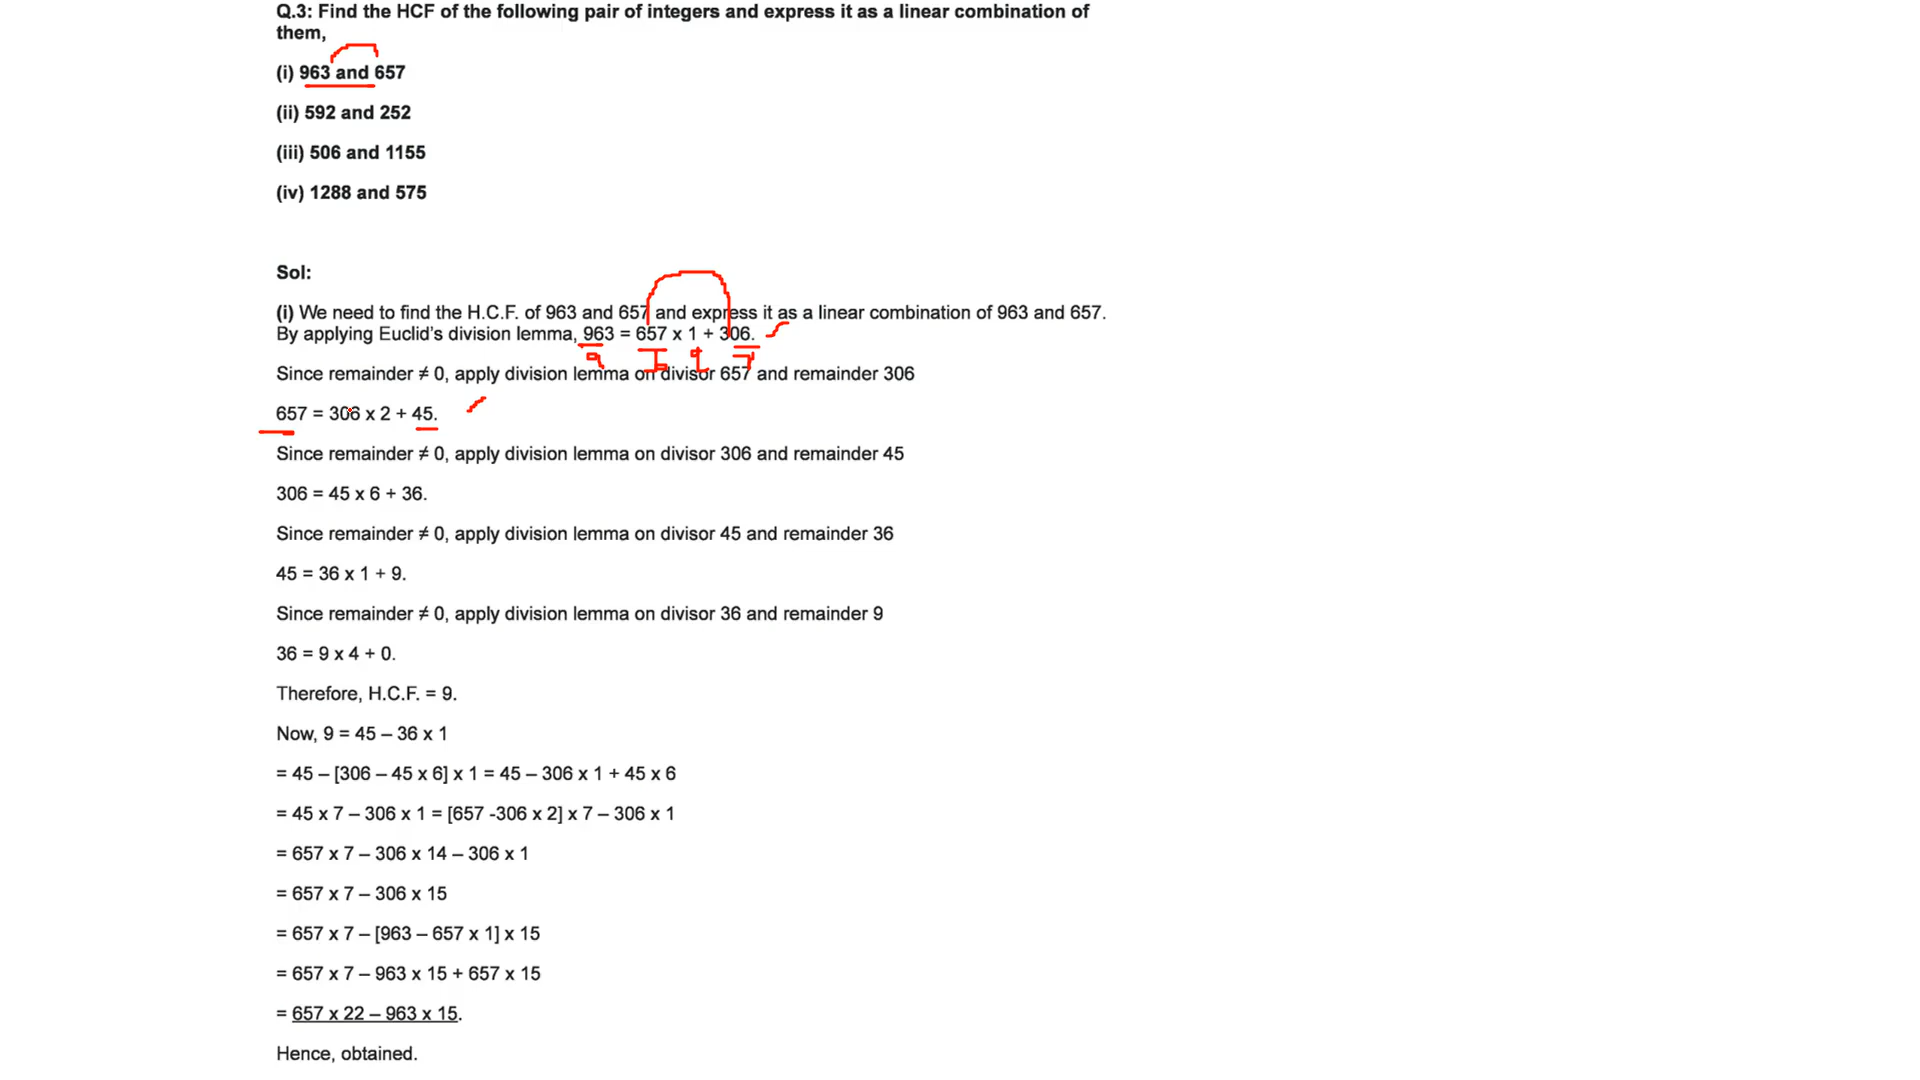 Q.3: Find the HCF of the following pair of integers and express it as a linear combination of
them,
(i) 963 and 657
(ii) 592 and 252
(iii) 506 and 1155
(iv) 1288 and 575
Sol:
(i) We need to find the H.C.F. of 963 and 657 and express it as a linear combination of 963 and 657.
By applying Euclid’s division lemma, 963 = 657 x 1 + 306.
a b q r
Since remainder ≠ 0, apply division lemma on divisor 657 and remainder 306
657 = 306 x 2 + 45.
Since remainder ≠ 0, apply division lemma on divisor 306 and remainder 45
306 = 45 x 6 + 36.
Since remainder ≠ 0, apply division lemma on divisor 45 and remainder 36
45 = 36 x 1 + 9.
Since remainder ≠ 0, apply division lemma on divisor 36 and remainder 9
36 = 9 x 4 + 0.
Therefore, H.C.F. = 9.
Now, 9 = 45 – 36 x 1
= 45 – [306 – 45 x 6] x 1 = 45 – 306 x 1 + 45 x 6
= 45 x 7 – 306 x 1 = [657 -306 x 2] x 7 – 306 x 1
= 657 x 7 – 306 x 14 – 306 x 1
= 657 x 7 – 306 x 15
= 657 x 7 – [963 – 657 x 1] x 15
= 657 x 7 – 963 x 15 + 657 x 15
= 657 x 22 – 963 x 15.
Hence, obtained.